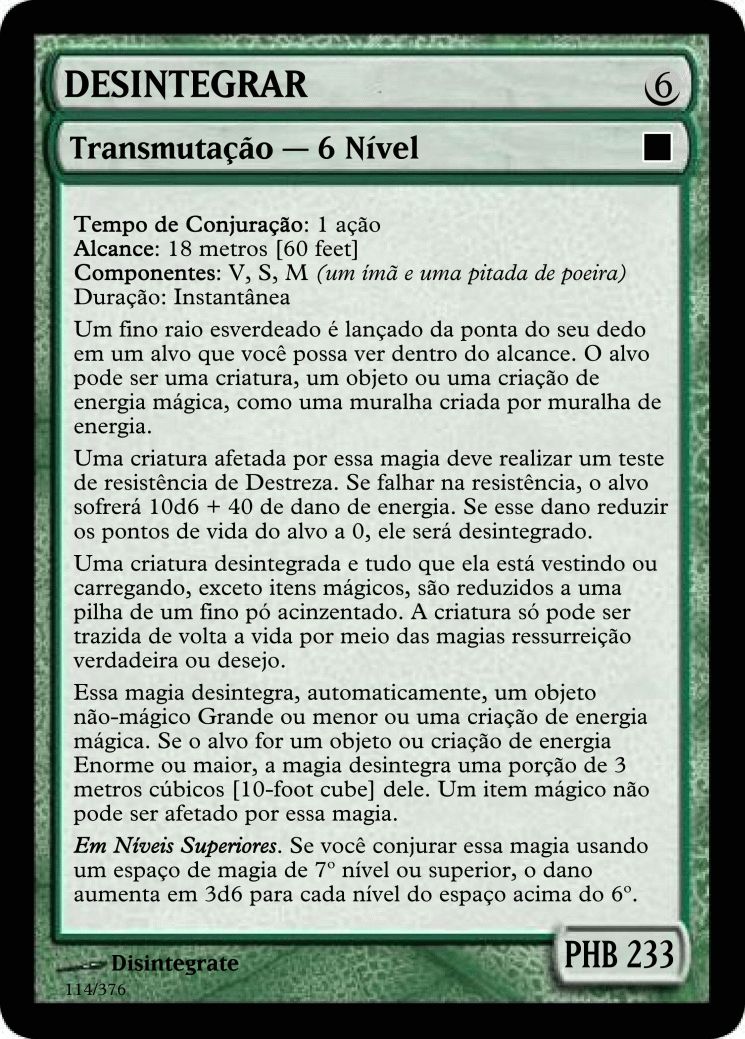 DESINTEGRAR 6
Transmutação — 6 Nível
Tempo de Conjuração: 1 ação
Alcance: 18 metros [60 feet]
Componentes: V, S, M (um ímã e uma pitada de poeira)
Duração: Instantânea
Um fino raio esverdeado é lançado da ponta do seu dedo
em um alvo que você possa ver dentro do alcance. O alvo
pode ser uma criatura, um objeto ou uma criação de
energia mágica, como uma muralha criada por muralha de
energia.
Uma criatura afetada por essa magia deve realizar um teste
de resistência de Destreza. Se falhar na resistência, o alvo
sofrerá 10d6 + 40 de dano de energia. Se esse dano reduzir
os pontos de vida do alvo a 0, ele será desintegrado.
Uma criatura desintegrada e tudo que ela está vestindo ou
carregando, exceto itens mágicos, são reduzidos a uma
pilha de um fino pó acinzentado. A criatura só pode ser
trazida de volta a vida por meio das magias ressurreição
verdadeira ou desejo.
Essa magia desintegra, automaticamente, um objeto
não-mágico Grande ou menor ou uma criação de energia
mágica. Se o alvo for um objeto ou criação de energia
Enorme ou maior, a magia desintegra uma porção de 3
metros cúbicos [10-foot cube] dele. Um item mágico não
pode ser afetado por essa magia.
Em Níveis Superiores. Se você conjurar essa magia usando
um espaço de magia de 7º nível ou superior, o dano
aumenta em 3d6 para cada nível do espaço acima do 6º.
PHB 233
Disintegrate
114/376